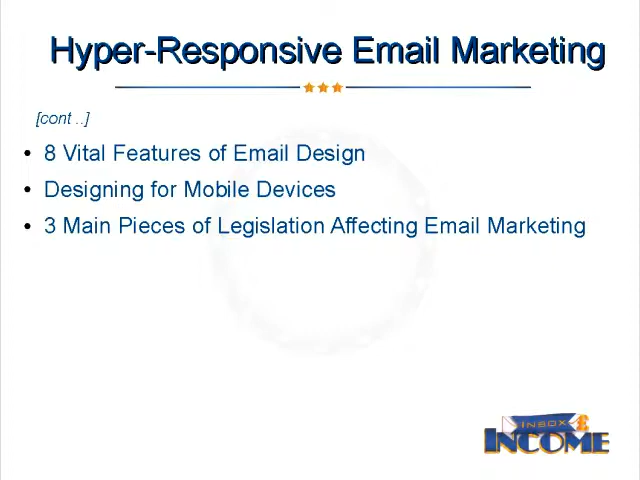 Hyper-Responsive Email Marketing
[cont ..]
• 8 Vital Features of Email Design
• Designing for Mobile Devices
• 3 Main Pieces of Legislation Affecting Email Marketing
INBOX £
INCOME